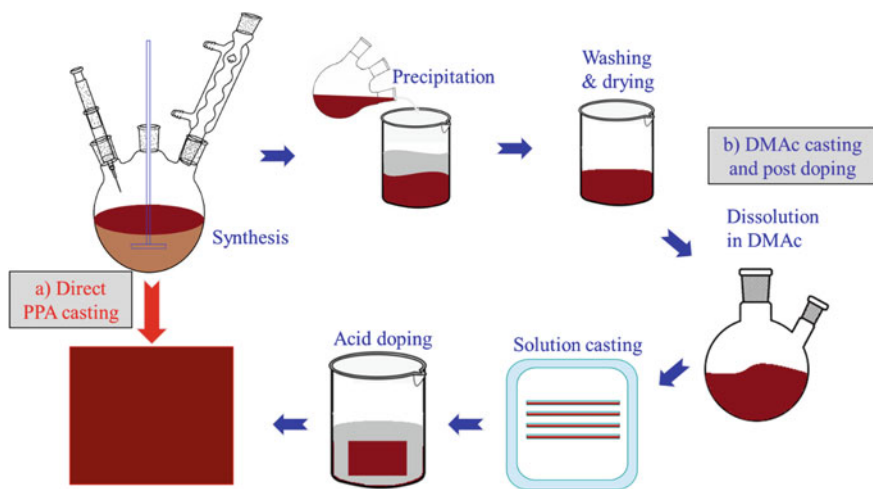 Precipitation
Washing
& drying
b) DMAc casting
and post doping
Synthesis
Dissolution
in DMAc
a) Direct
PPA casting
Acid doping
Solution casting